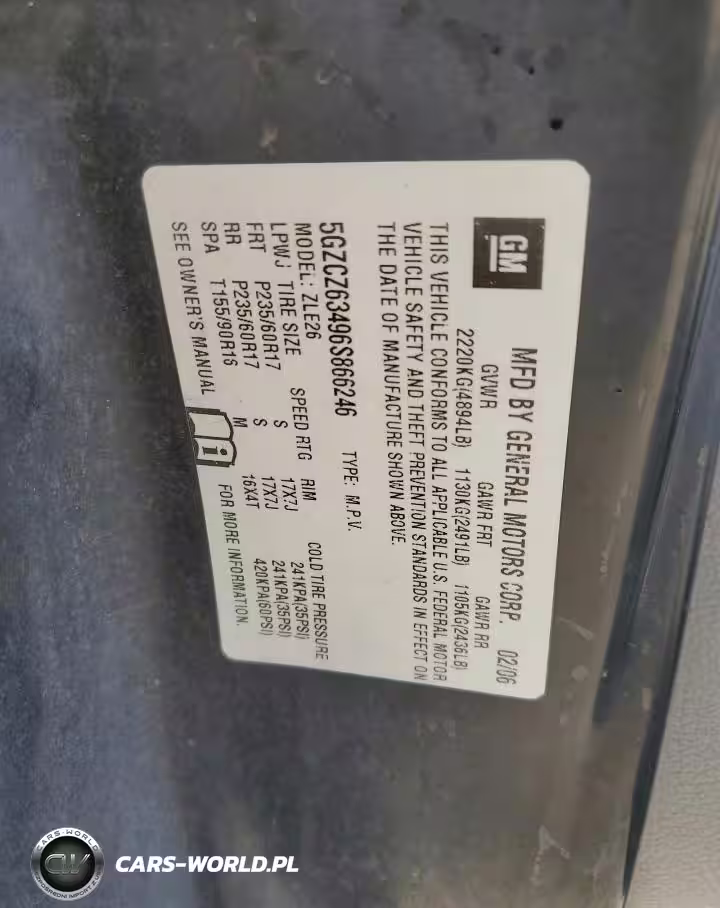 GM
MFD BY GENERAL MOTORS CORP. 02/06
GVWR GAWR FRT GAWR RR
2220KG(4894LB) 1130KG(2491LB) 1105KG(2436LB)
THIS VEHICLE CONFORMS TO ALL APPLICABLE U.S. FEDERAL MOTOR
VEHICLE SAFETY AND THEFT PREVENTION STANDARDS IN EFFECT ON
THE DATE OF MANUFACTURE SHOWN ABOVE.
5GZCZ63496S866246 TYPE: M.P.V.
MODEL: ZLE26
LPWJ TIRE SIZE SPEED RTG RIM COLD TIRE PRESSURE
FRT P235/60R17 S 17X7J 241KPA(35PSI)
RR P235/60R17 S 17X7J 241KPA(35PSI)
SPA T155/90R16 M 16X4T 420KPA(60PSI)
SEE OWNER'S MANUAL i FOR MORE INFORMATION.
CARS-WORLD
CW
CARS-WORLD.PL